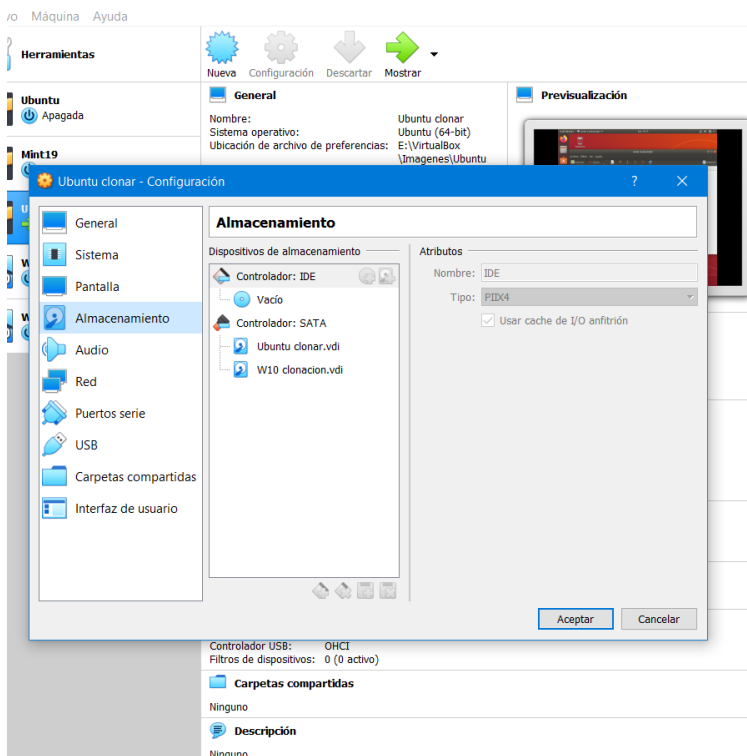 vo Máquina Ayuda
Herramientas
Nueva Configuración Descartar Mostrar
Ubuntu
Apagada
Mint19
General
Nombre: Ubuntu clonar
Sistema operativo: Ubuntu (64-bit)
Ubicación de archivo de preferencias: E:\VirtualBox
\Imagenes\Ubuntu
Previsualización
Ubuntu clonar - Configuración
? X
General
Sistema
Pantalla
Almacenamiento
Audio
Red
Puertos serie
USB
Carpetas compartidas
Interfaz de usuario
Almacenamiento
Dispositivos de almacenamiento
Controlador: IDE
Vacío
Controlador: SATA
Ubuntu clonar.vdi
W10 clonacion.vdi
Atributos
Nombre: IDE
Tipo: PIIX4
Usar cache de I/O anfitrión
Aceptar Cancelar
Controlador USB: OHCI
Filtros de dispositivos: 0 (0 activo)
Carpetas compartidas
Ninguno
Descripción
Ninguno